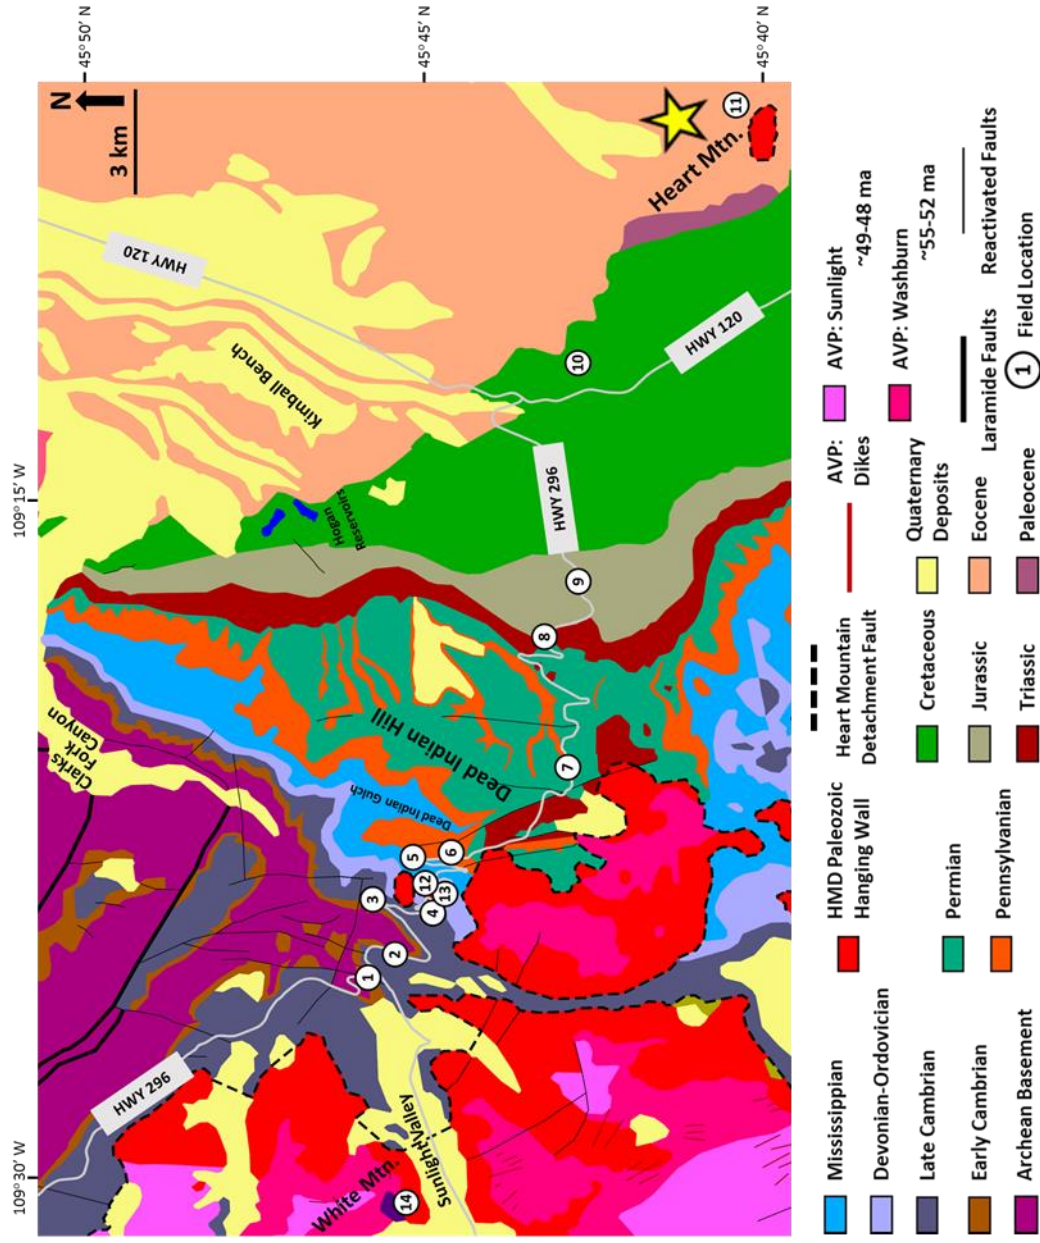 109° 30' W
109° 15' W
45° 50' N
45° 45' N
45° 40' N
N
3 km
HWY 120
Kimball Bench
Clarks
Fork
Canyon
Hogan
Reservoirs
HWY 296
Dead Indian Hill
Dead Indian Gulch
HWY 296
HWY 120
Heart Mtn.
White Mtn.
Sunlight Valley
1
2
3
4
5
6
7
8
9
10
11
12
13
14
Mississippian
Devonian-Ordovician
Late Cambrian
Early Cambrian
Archean Basement
HMD Paleozoic
Hanging Wall
Permian
Pennsylvanian
Heart Mountain
Detachment Fault
Cretaceous
Jurassic
Triassic
AVP:
Dikes
Quaternary
Deposits
Eocene
Paleocene
AVP: Sunlight
~49-48 ma
AVP: Washburn
~55-52 ma
Laramide Faults
Reactivated Faults
1 Field Location